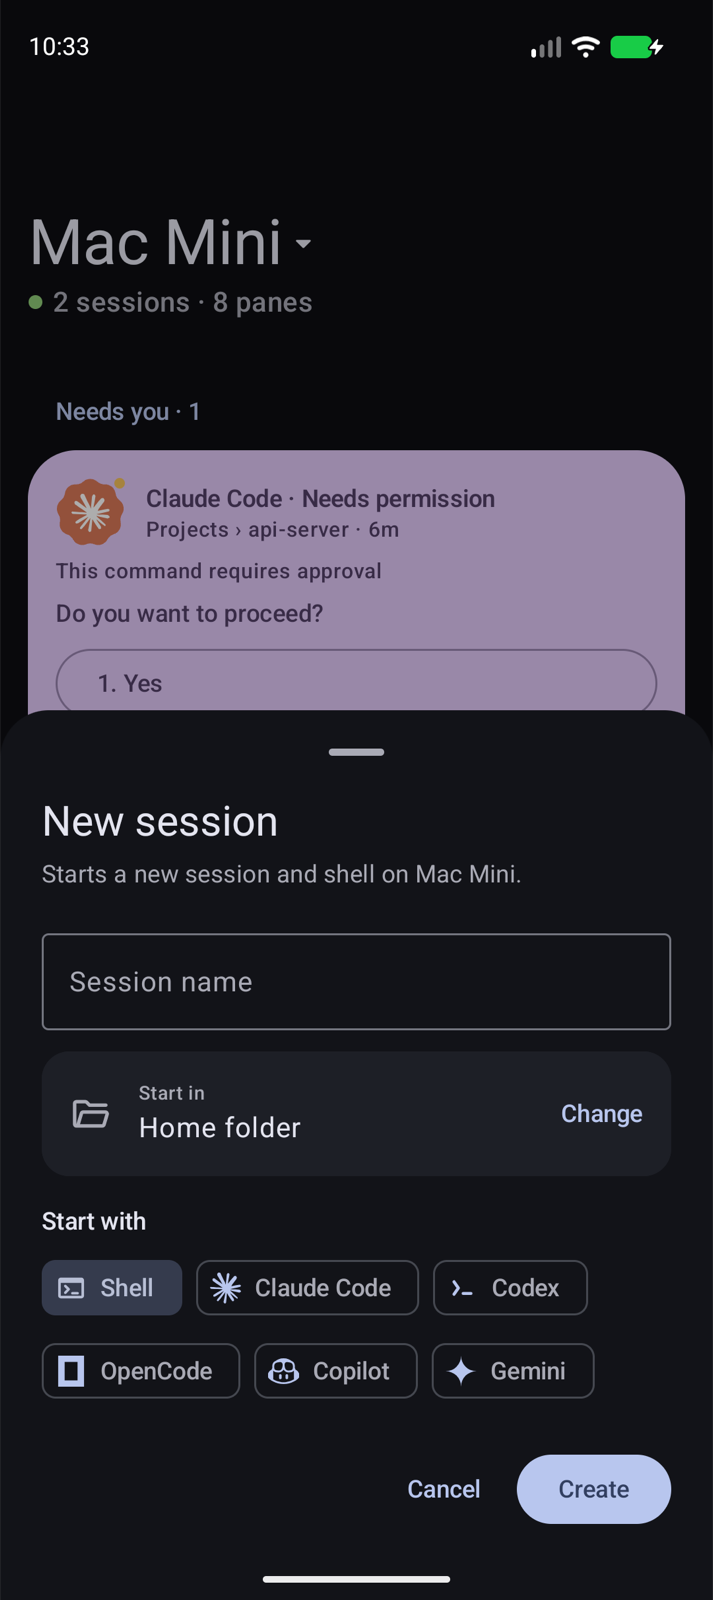 10:33
Mac Mini
2 sessions · 8 panes
Needs you · 1
Claude Code · Needs permission
Projects › api-server · 6m
This command requires approval
Do you want to proceed?
1. Yes
New session
Starts a new session and shell on Mac Mini.
Session name
Start in
Home folder
Change
Start with
Shell
Claude Code
Codex
OpenCode
Copilot
Gemini
Cancel
Create